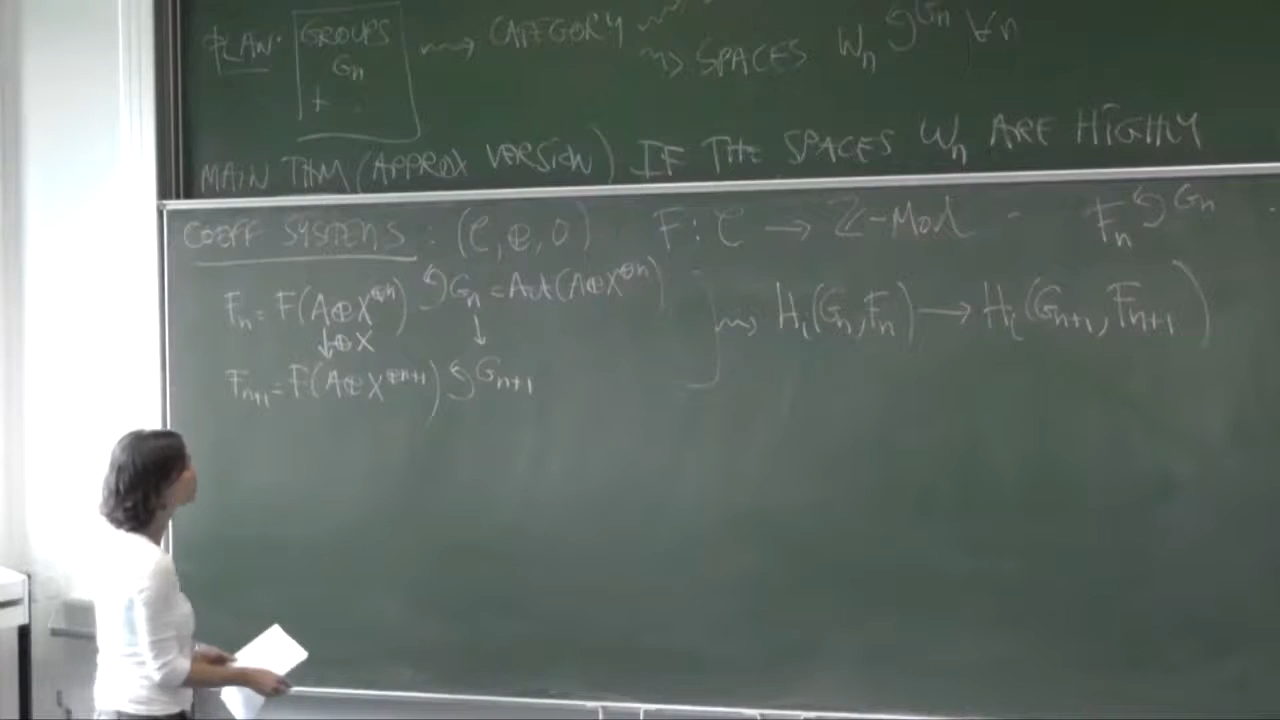 PLAN: GROUPS Gₙ + ⇝ CATEGORY ⇝
⇝ SPACES Wₙ ↺ Gₙ ∀n
MAIN THM (APPROX VERSION) IF THE SPACES Wₙ ARE HIGHLY
COEFF SYSTEMS: (C, ⊕, 0) F: C → ℤ-Mod Fₙ ↺ Gₙ
Fₙ = F(A⊕X^{⊕n}) ↺ Gₙ = Aut(A⊕X^{⊕n}) ] ⇝ Hᵢ(Gₙ, Fₙ) → Hᵢ(Gₙ₊₁, Fₙ₊₁)
↓⊕X ↓
Fₙ₊₁ = F(A⊕X^{⊕n+1}) ↺ Gₙ₊₁